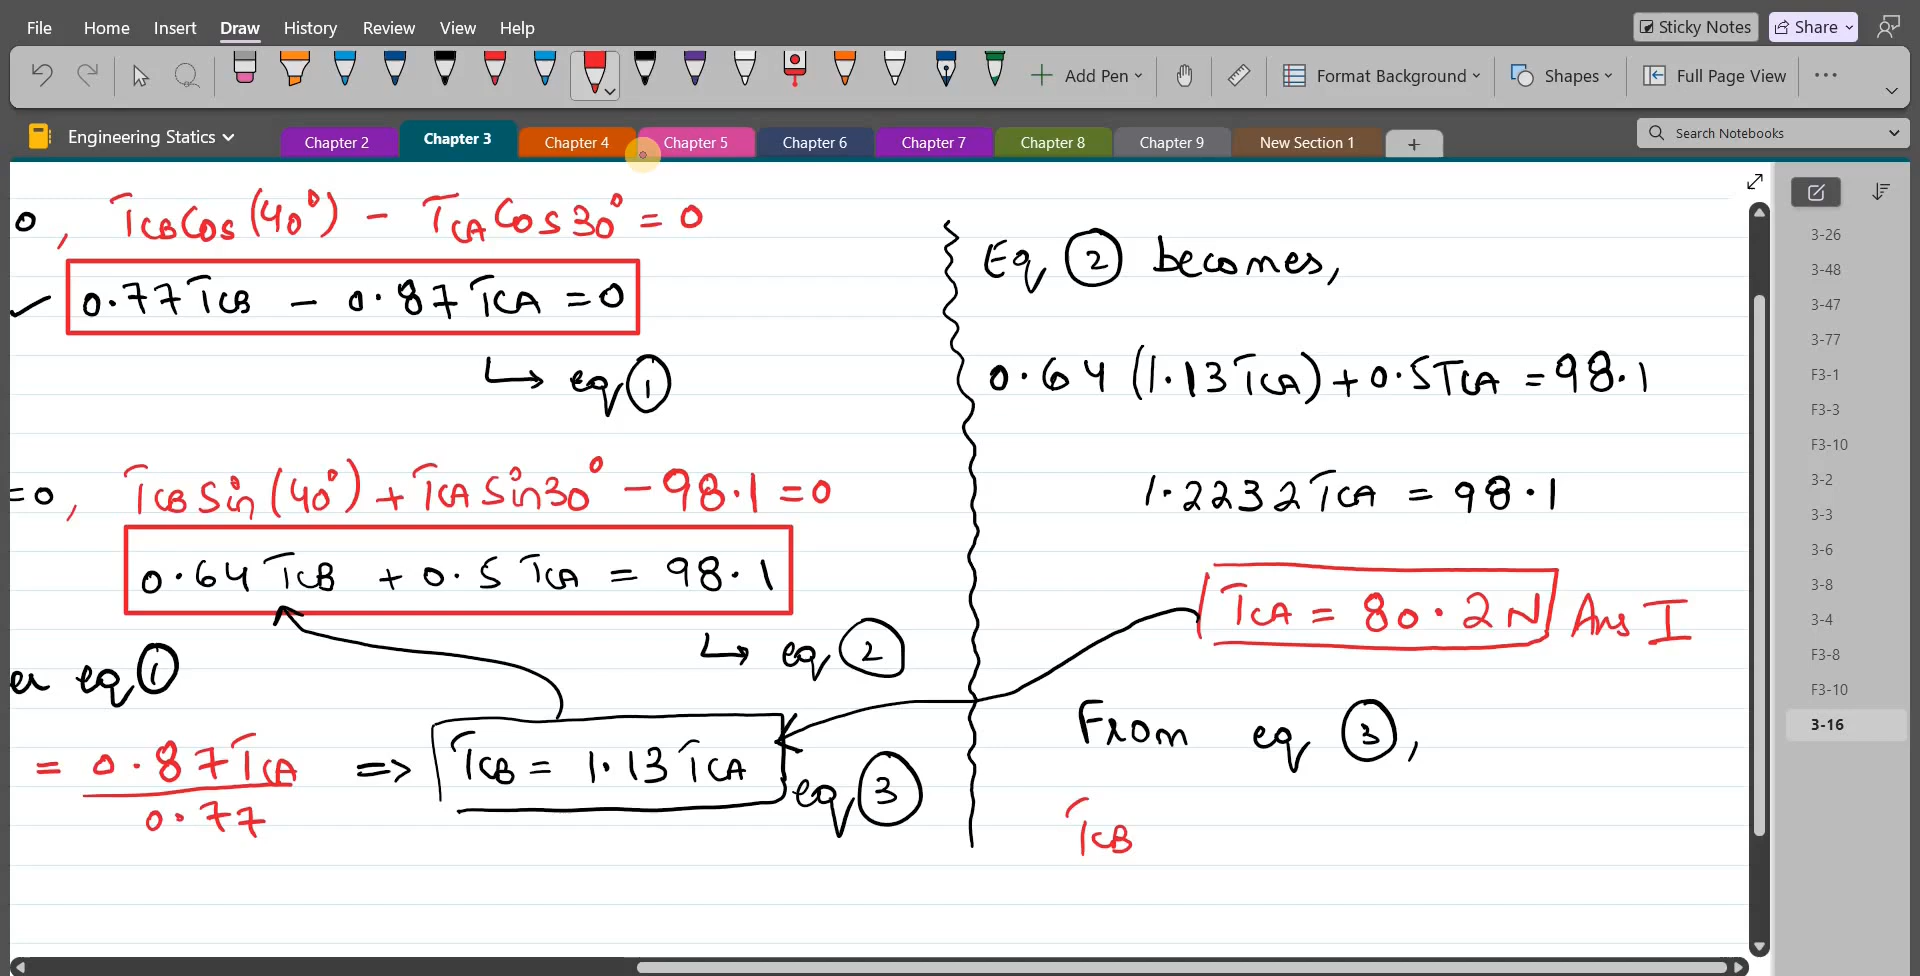 File Home Insert Draw History Review View Help
Sticky Notes Share
Add Pen Format Background Shapes Full Page View
Engineering Statics
Chapter 2 Chapter 3 Chapter 4 Chapter 5 Chapter 6 Chapter 7 Chapter 8 Chapter 9 New Section 1 +
Search Notebooks
0, TCB Cos (40°) - TCA Cos 30° = 0
0.77 TCB - 0.87 TCA = 0
↳ eq ①
=0, TCB Sin (40°) + TCA Sin 30° - 98.1 = 0
0.64 TCB + 0.5 TCA = 98.1
↳ eq ②
er eq ①
= 0.87 TCA
0.77
=> TCB = 1.13 TCA
eq ③
Eq ② becomes,
0.64 (1.13 TCA) + 0.5 TCA = 98.1
1.2232 TCA = 98.1
TCA = 80.2 N Ans I
From eq ③,
TCB
3-26
3-48
3-47
3-77
F3-1
F3-3
F3-10
3-2
3-3
3-6
3-8
3-4
F3-8
F3-10
3-16